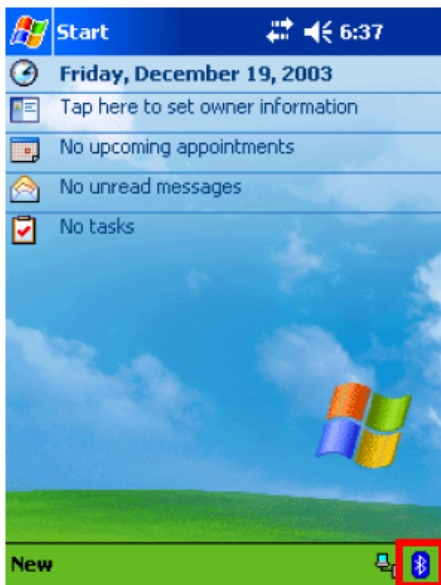 Start 6:37
Friday, December 19, 2003
Tap here to set owner information
No upcoming appointments
No unread messages
No tasks
New